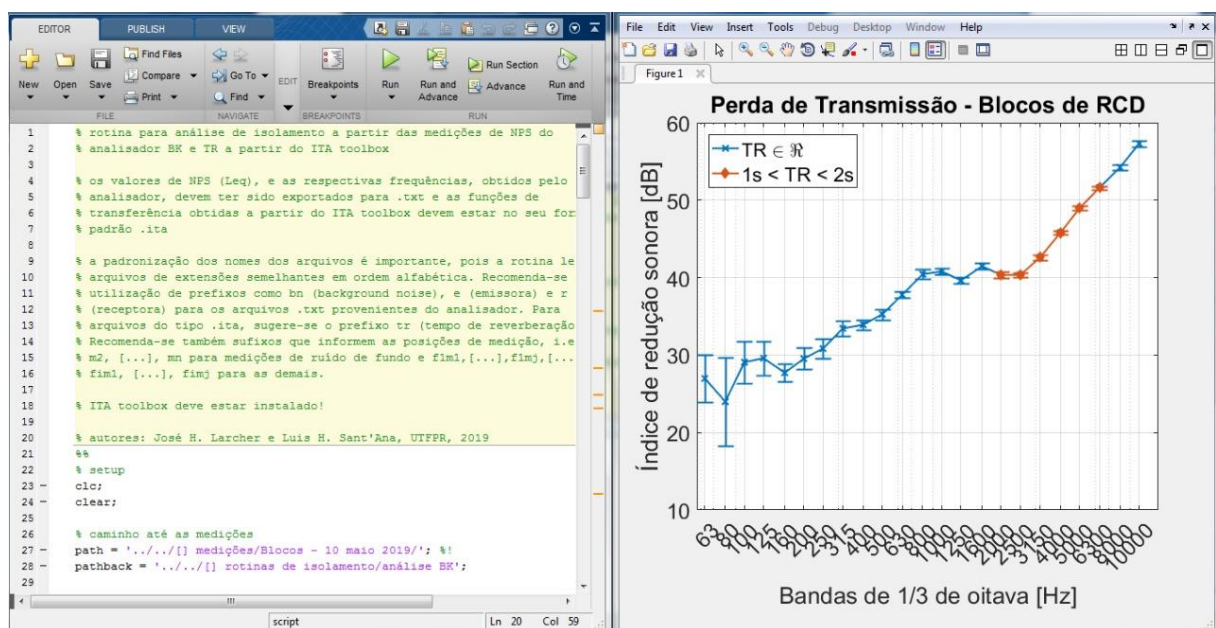 EDITOR PUBLISH VIEW
New
Open
Save
Find Files
Compare
Print
FILE
Go To
Find
NAVIGATE
EDIT
Breakpoints
BREAKPOINTS
Run
Run and Advance
Run Section
Advance
Run and Time
RUN
1 % rotina para análise de isolamento a partir das medições de NPS do
2 % analisador BK e TR a partir do ITA toolbox
3
4 % os valores de NPS (Leq), e as respectivas frequências, obtidos pelo
5 % analisador, devem ter sido exportados para .txt e as funções de
6 % transferência obtidas a partir do ITA toolbox devem estar no seu for
7 % padrão .ita
8
9 % a padronização dos nomes dos arquivos é importante, pois a rotina le
10 % arquivos de extensões semelhantes em ordem alfabética. Recomenda-se
11 % utilização de prefixos como bn (background noise), e (emissora) e r
12 % (receptora) para os arquivos .txt provenientes do analisador. Para
13 % arquivos do tipo .ita, sugere-se o prefixo tr (tempo de reverberação
14 % Recomenda-se também sufixos que informem as posições de medição, i.e
15 % m2, [...], mn para medições de ruído de fundo e f1m1,[...],f1mj,[...
16 % fim1, [...], fimj para as demais.
17
18 % ITA toolbox deve estar instalado!
19
20 % autores: José H. Larcher e Luis H. Sant'Ana, UTFPR, 2019
21 %%
22 % setup
23 clc;
24 clear;
25
26 % caminho até as medições
27 path = '../../[] medições/Blocos - 10 maio 2019/'; %!
28 pathback = '../../[] rotinas de isolamento/análise BK';
29
script Ln 20 Col 59
File Edit View Insert Tools Debug Desktop Window Help
Figure 1
Perda de Transmissão - Blocos de RCD
TR ∈ ℜ
1s < TR < 2s
Índice de redução sonora [dB]
60
50
40
30
20
10
63 80 100 125 160 200 250 315 400 500 630 800 1000 1250 1600 2000 2500 3150 4000 5000 6300 8000 10000
Bandas de 1/3 de oitava [Hz]